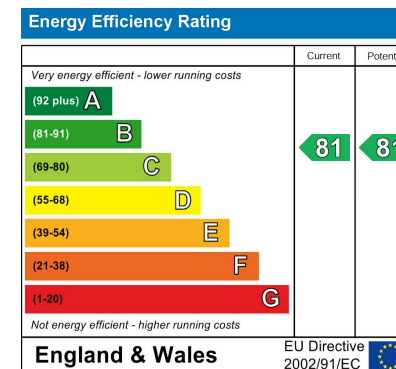 Energy Efficiency Rating
Current Potent
Very energy efficient - lower running costs
(92 plus) A
(81-91) B
81 81
(69-80) C
(55-68) D
(39-54) E
(21-38) F
(1-20) G
Not energy efficient - higher running costs
England & Wales
EU Directive
2002/91/EC